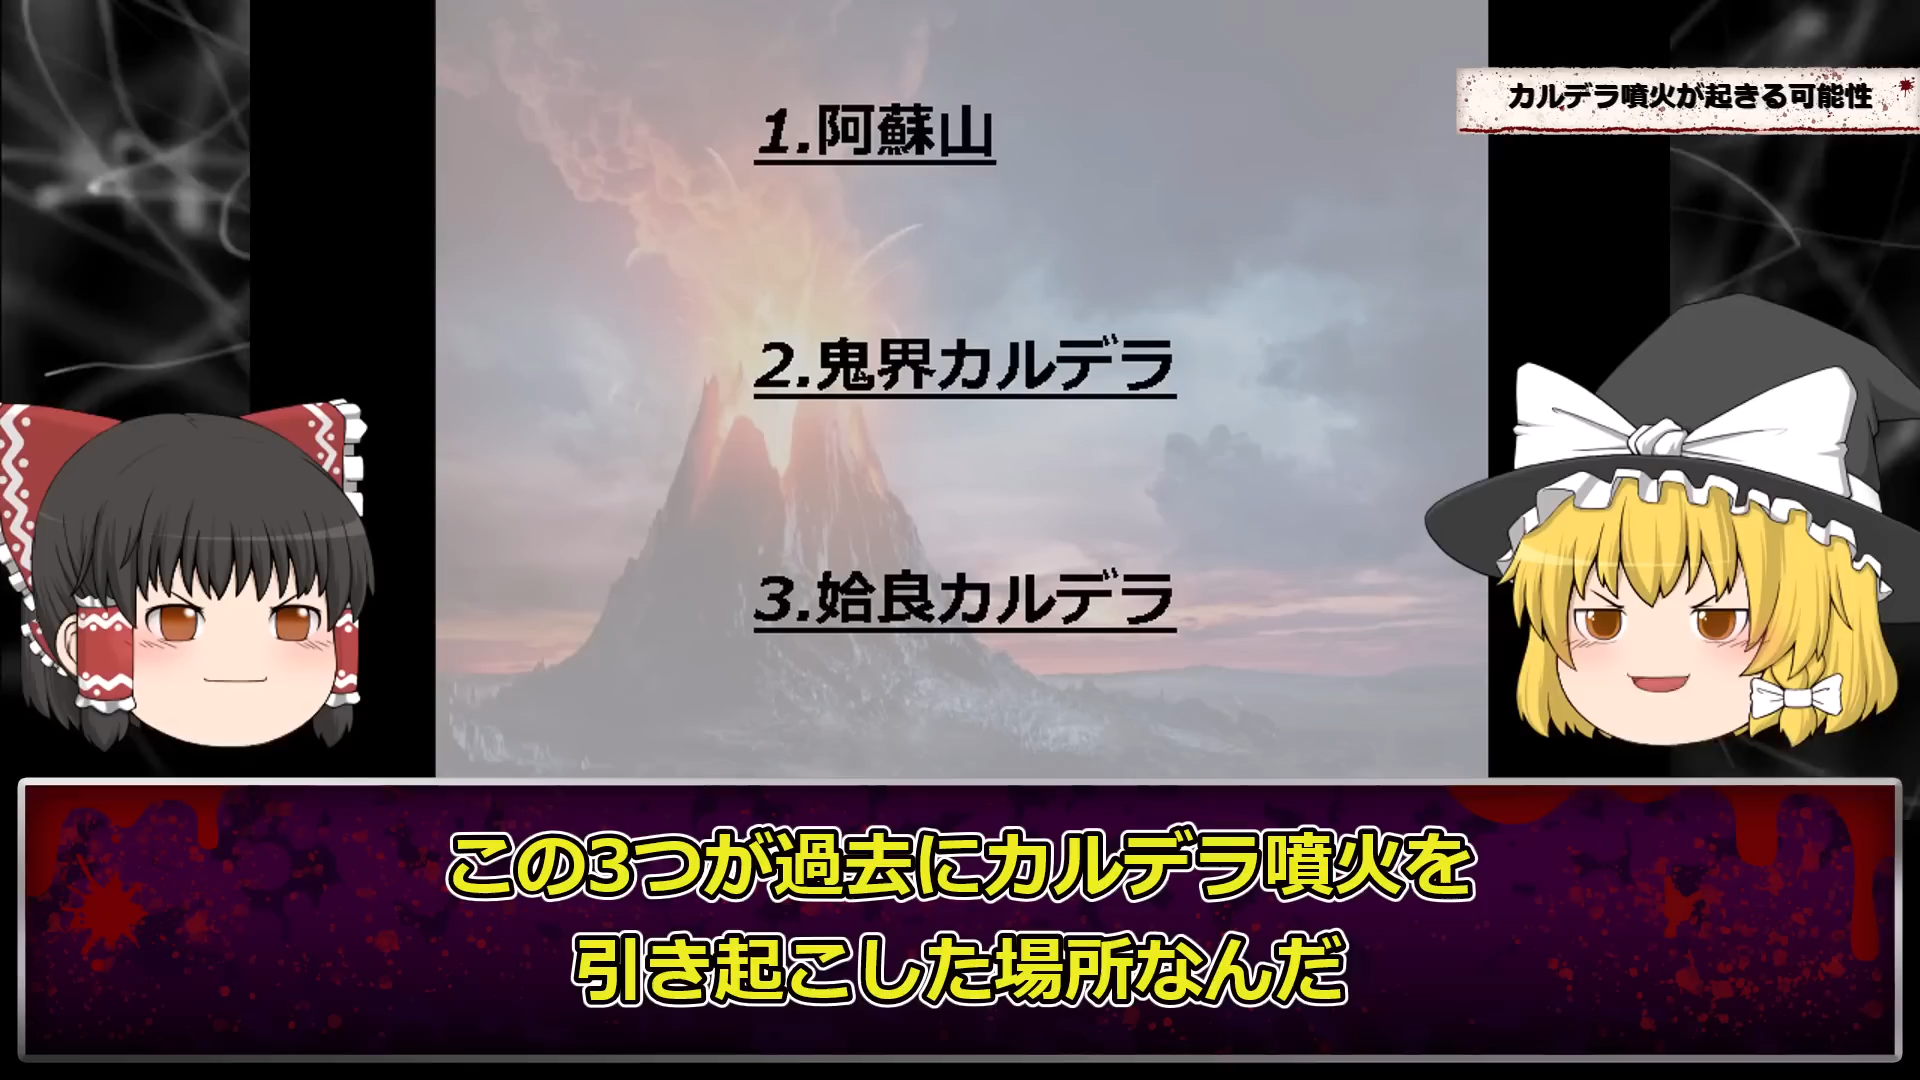 カルデラ噴火が起きる可能性
1.阿蘇山
2.鬼界カルデラ
3.姶良カルデラ
この3つが過去にカルデラ噴火を
引き起こした場所なんだ